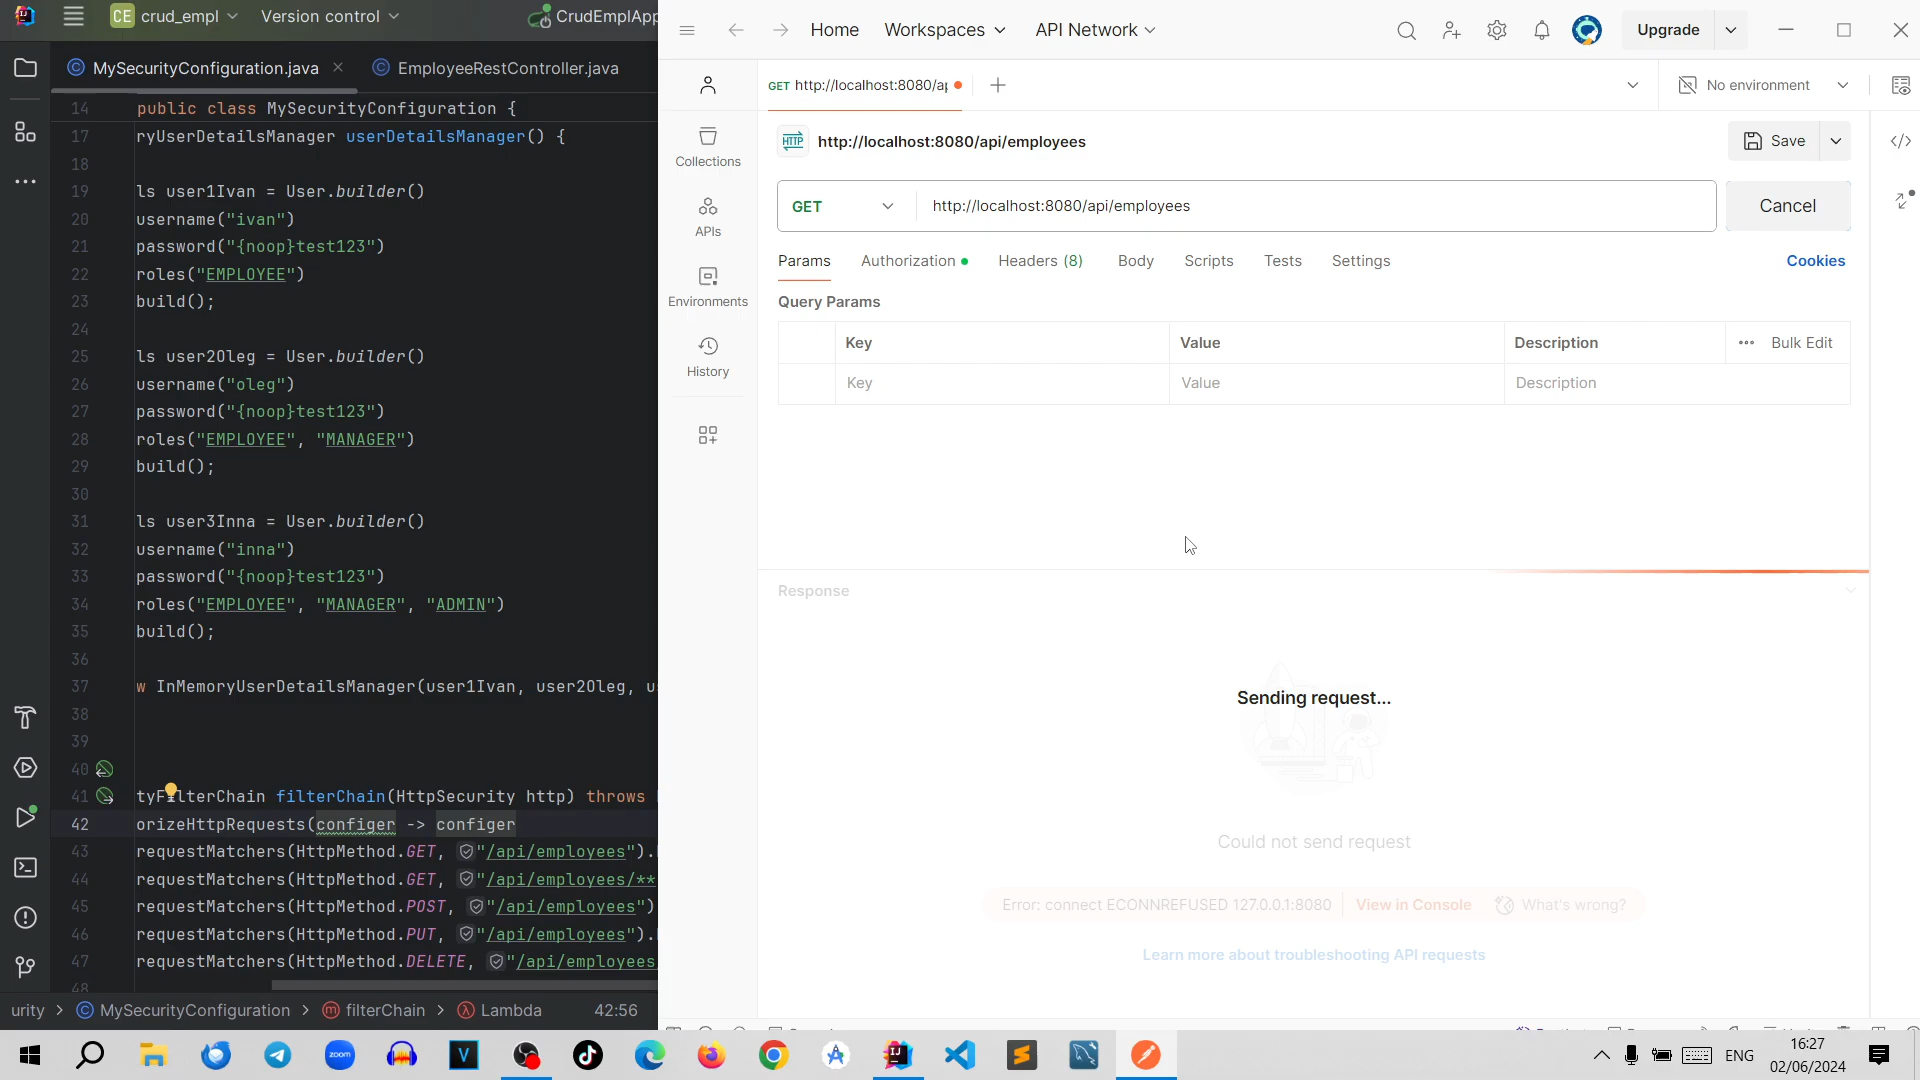 CE crud_empl Version control CrudEmplApp
MySecurityConfiguration.java EmployeeRestController.java
14 public class MySecurityConfiguration {
17 ryUserDetailsManager userDetailsManager() {
18
19 ls user1Ivan = User.builder()
20 username("ivan")
21 password("{noop}test123")
22 roles("EMPLOYEE")
23 build();
24
25 ls user2Oleg = User.builder()
26 username("oleg")
27 password("{noop}test123")
28 roles("EMPLOYEE", "MANAGER")
29 build();
30
31 ls user3Inna = User.builder()
32 username("inna")
33 password("{noop}test123")
34 roles("EMPLOYEE", "MANAGER", "ADMIN")
35 build();
36
37 w InMemoryUserDetailsManager(user1Ivan, user2Oleg,
38
39
40
41 tyFilterChain filterChain(HttpSecurity http) throws
42 orizeHttpRequests(configer -> configer
43 requestMatchers(HttpMethod.GET, "/api/employees").
44 requestMatchers(HttpMethod.GET, "/api/employees/**
45 requestMatchers(HttpMethod.POST, "/api/employees")
46 requestMatchers(HttpMethod.PUT, "/api/employees").
47 requestMatchers(HttpMethod.DELETE, "/api/employees
48
urity > MySecurityConfiguration > filterChain > Lambda 42:56
Home Workspaces API Network Upgrade
GET http://localhost:8080/ap No environment
HTTP http://localhost:8080/api/employees Save
GET http://localhost:8080/api/employees Cancel
Params Authorization Headers (8) Body Scripts Tests Settings Cookies
Query Params
Key Value Description Bulk Edit
Key Value Description
Collections
APIs
Environments
History
Response
Sending request...
Could not send request
Error: connect ECONNREFUSED 127.0.0.1:8080 View in Console What's wrong?
Learn more about troubleshooting API requests
zoom
ENG
16:27
02/06/2024